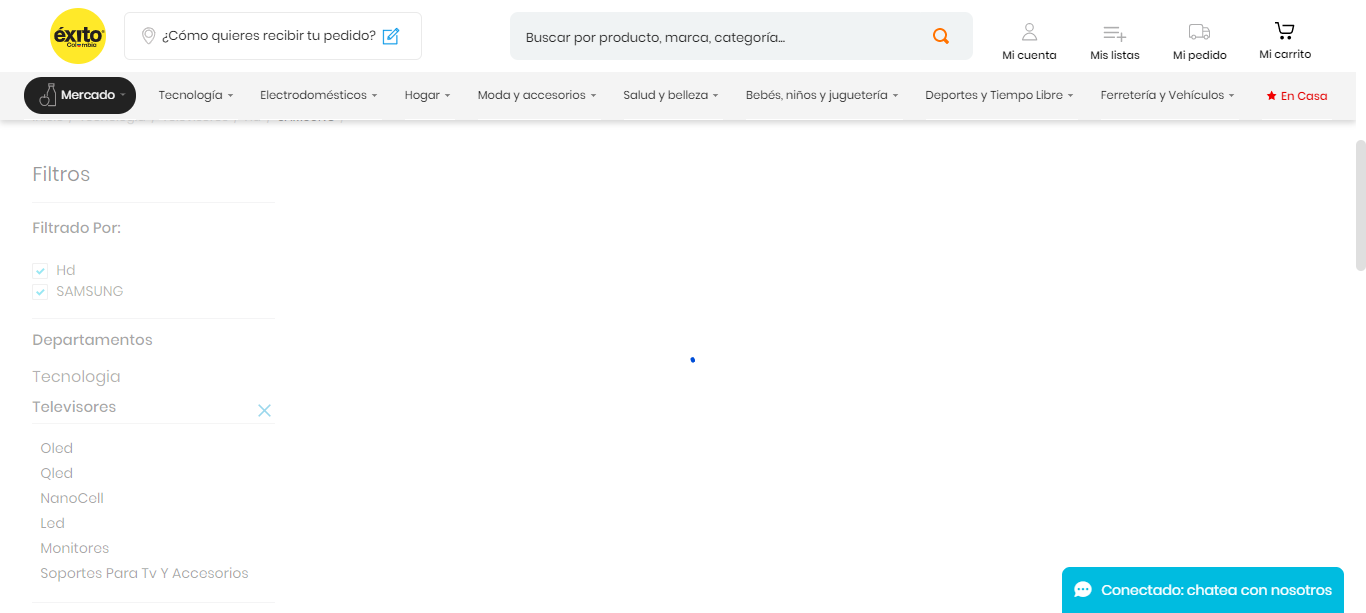 éxito
Colombia
¿Cómo quieres recibir tu pedido?
Buscar por producto, marca, categoría...
Mi cuenta
Mis listas
Mi pedido
Mi carrito
Mercado
Tecnología
Electrodomésticos
Hogar
Moda y accesorios
Salud y belleza
Bebés, niños y juguetería
Deportes y Tiempo Libre
Ferretería y Vehículos
En Casa
Filtros
Filtrado Por:
Hd
SAMSUNG
Departamentos
Tecnologia
Televisores
Oled
Qled
NanoCell
Led
Monitores
Soportes Para Tv Y Accesorios
Conectado: chatea con nosotros